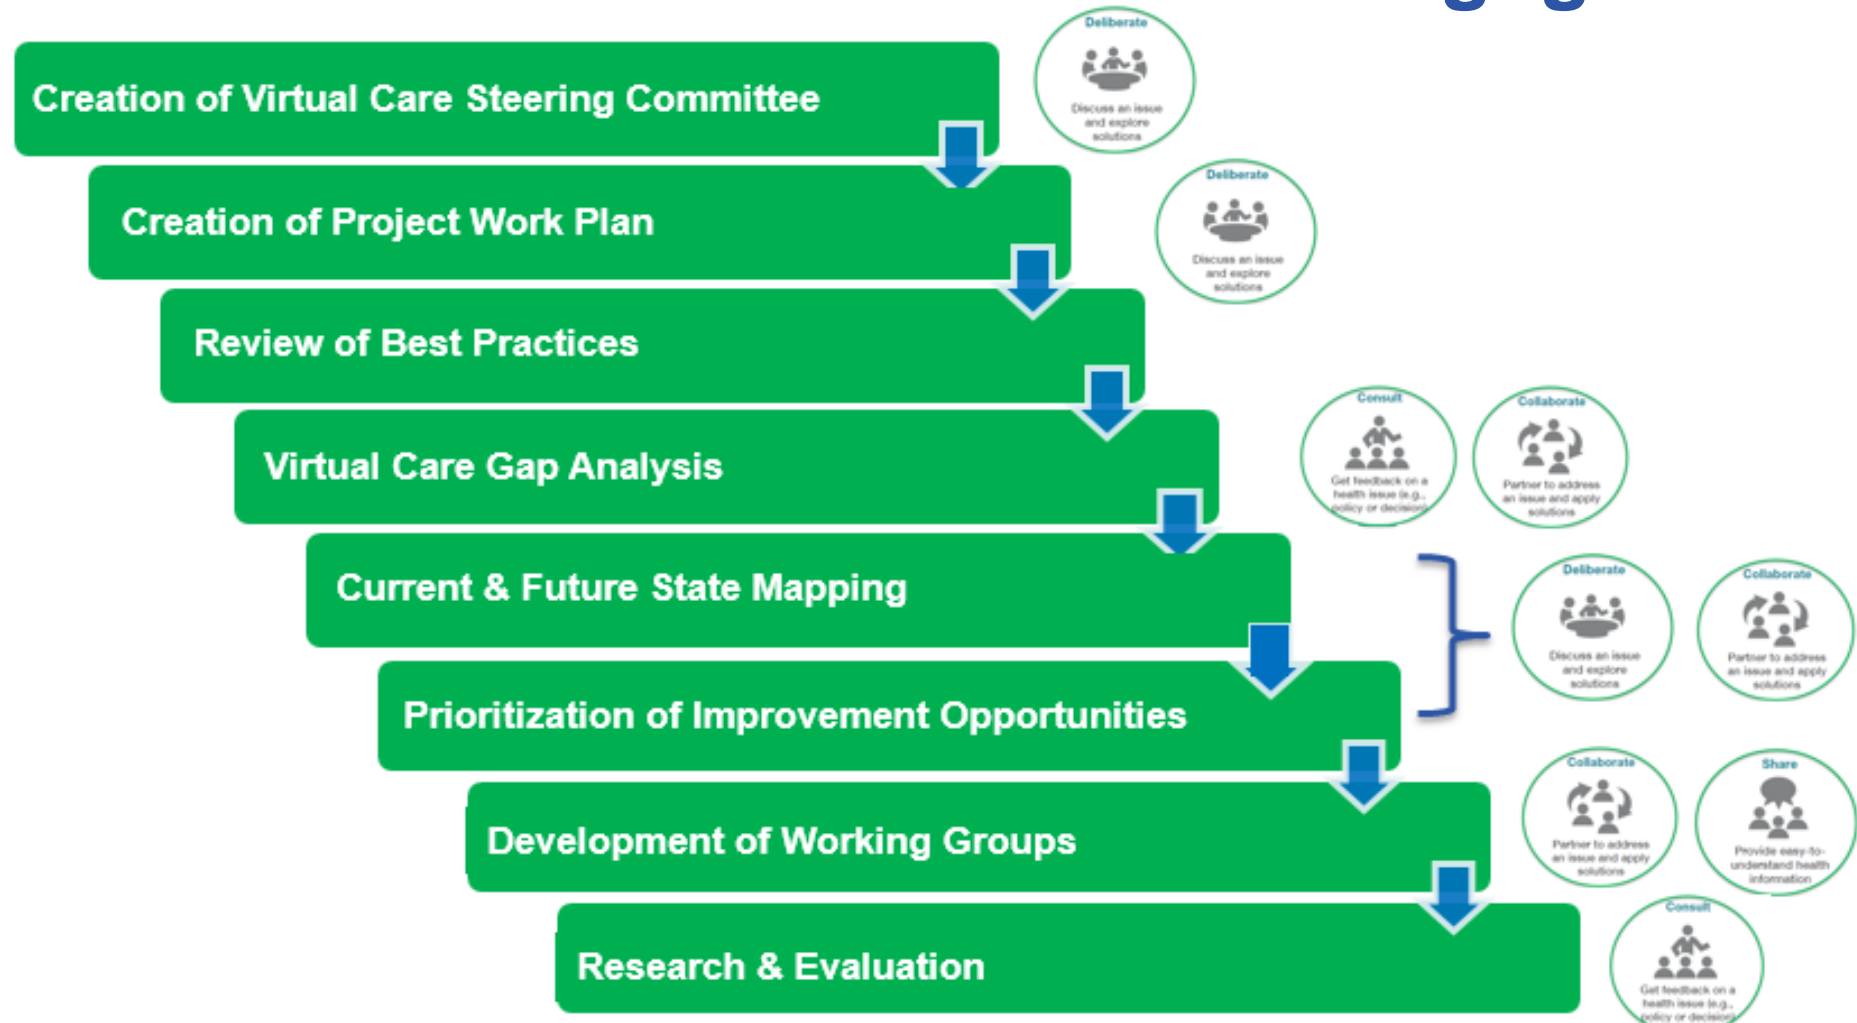 Deliberate
Discuss an issue
and explore
solutions
Creation of Virtual Care Steering Committee
Deliberate
Discuss an issue
and explore
solutions
Creation of Project Work Plan
Review of Best Practices
Consult
Get feedback on a
health issue (e.g.,
policy or decision)
Collaborate
Partner to address
an issue and apply
solutions
Virtual Care Gap Analysis
Current & Future State Mapping
Deliberate
Discuss an issue
and explore
solutions
Collaborate
Partner to address
an issue and apply
solutions
Prioritization of Improvement Opportunities
Collaborate
Partner to address
an issue and apply
solutions
Share
Provide easy-to-
understand health
information
Development of Working Groups
Consult
Get feedback on a
health issue (e.g.,
policy or decision)
Research & Evaluation